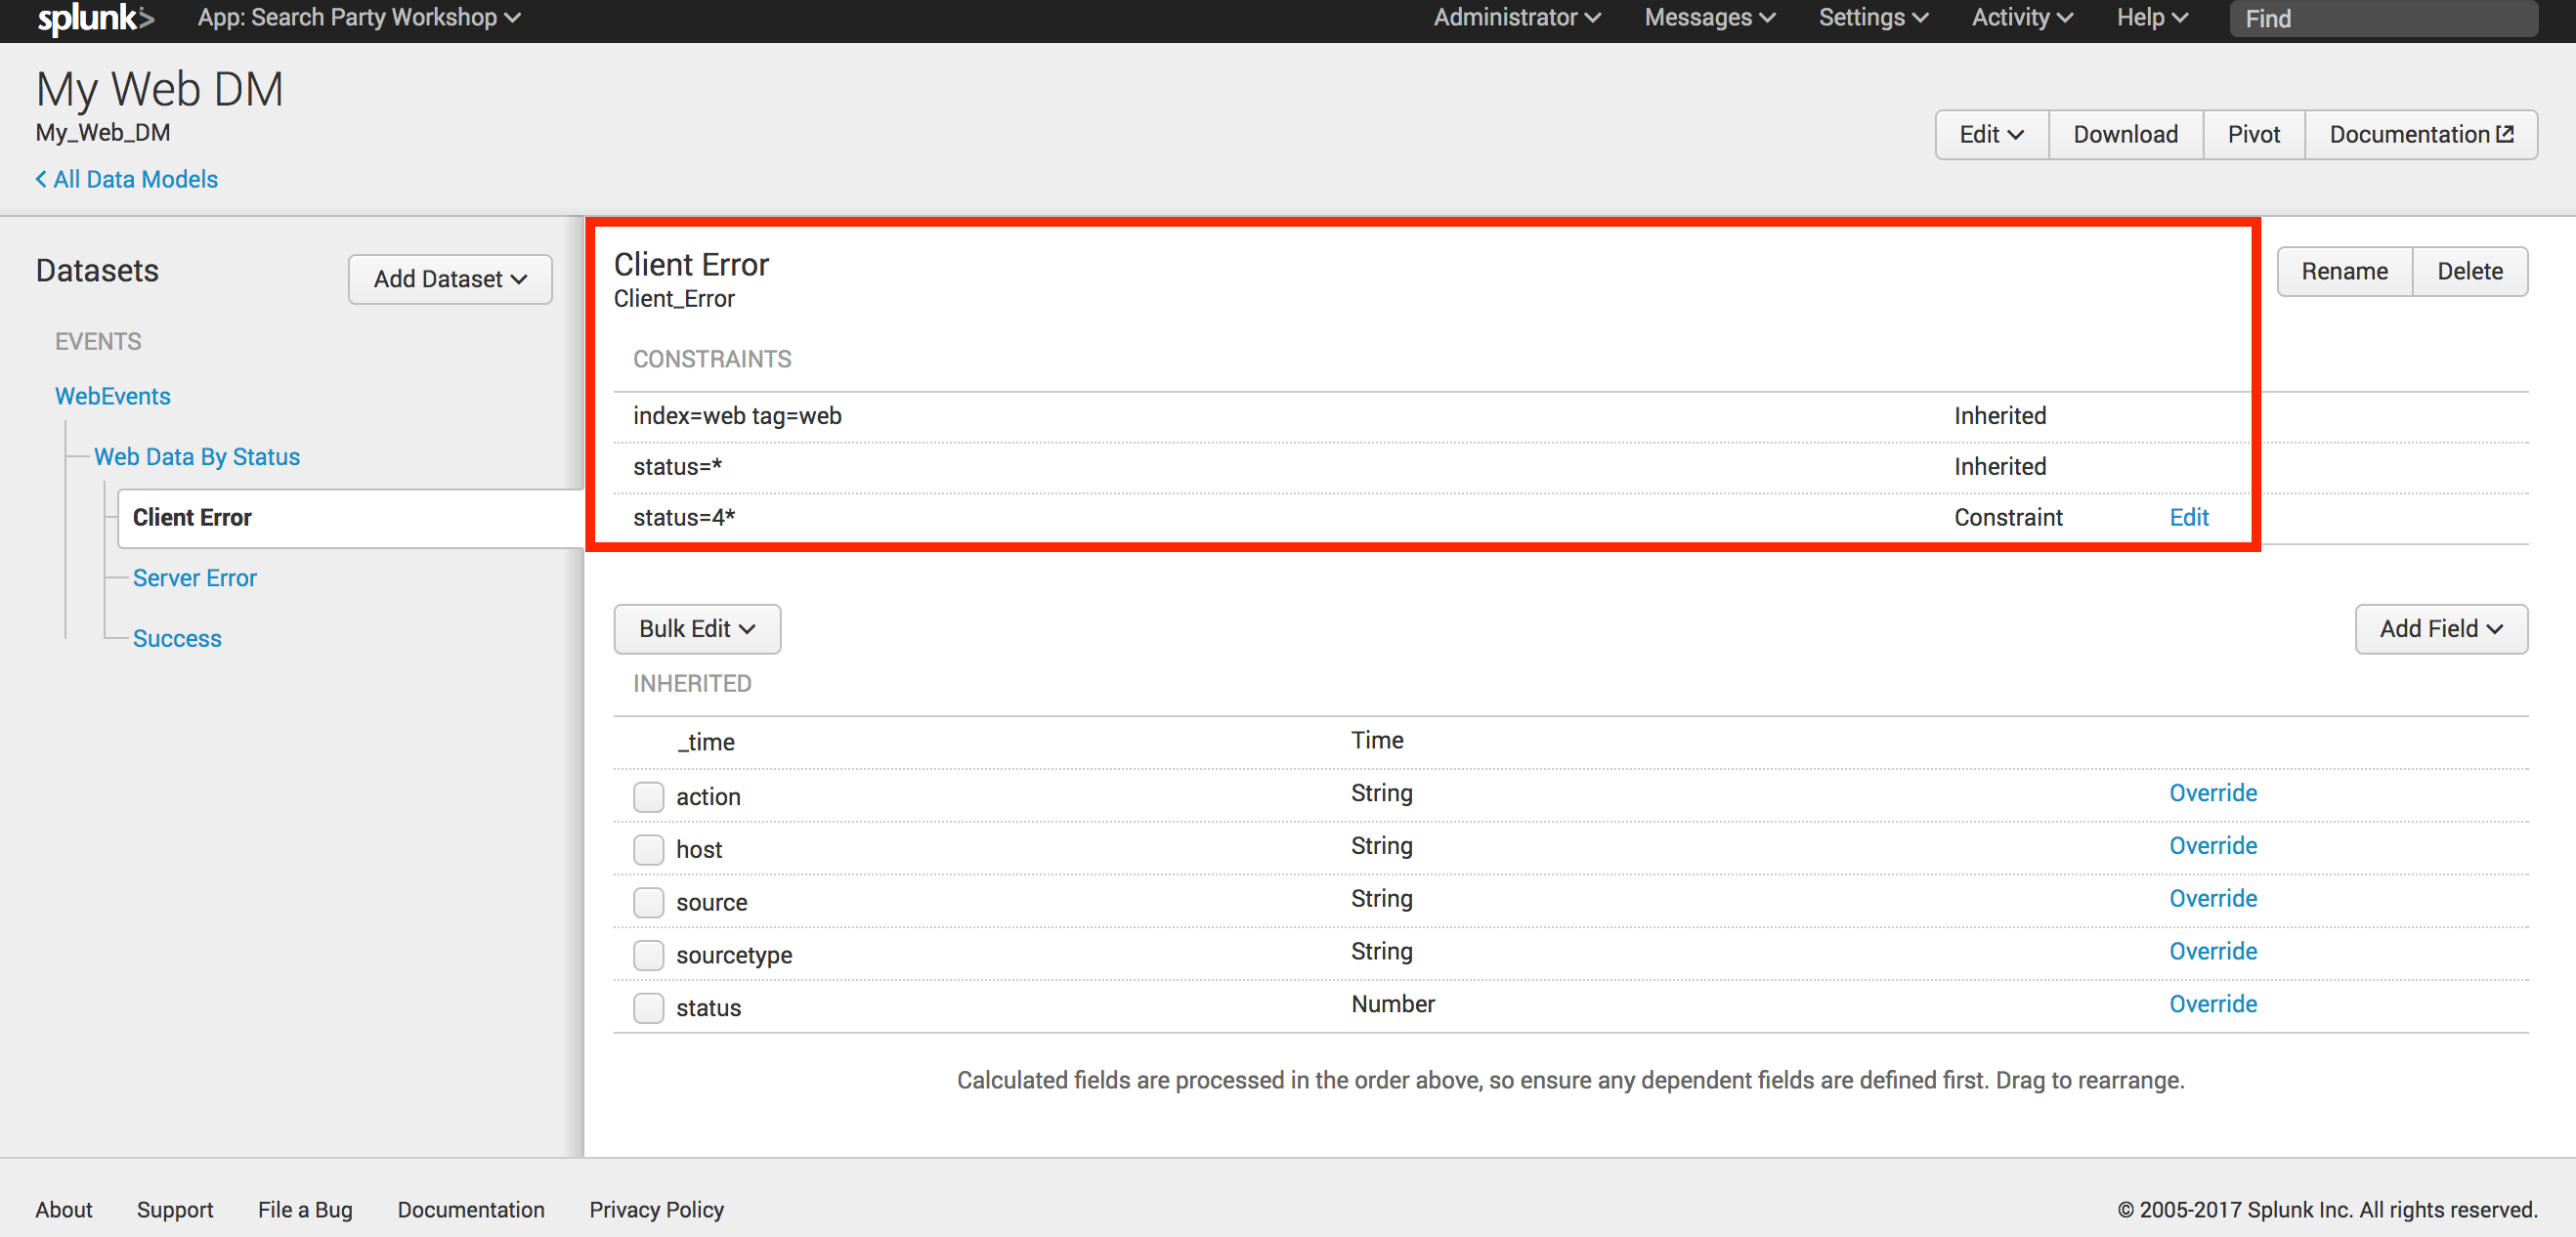 splunk> App: Search Party Workshop Administrator Messages Settings Activity Help Find
My Web DM
My_Web_DM
All Data Models
Edit Download Pivot Documentation
Datasets
Add Dataset
EVENTS
WebEvents
Web Data By Status
Client Error
Server Error
Success
Client Error
Client_Error
Rename Delete
CONSTRAINTS
index=web tag=web Inherited
status=* Inherited
status=4* Constraint Edit
Bulk Edit Add Field
INHERITED
_time Time
action String Override
host String Override
source String Override
sourcetype String Override
status Number Override
Calculated fields are processed in the order above, so ensure any dependent fields are defined first. Drag to rearrange.
About Support File a Bug Documentation Privacy Policy © 2005-2017 Splunk Inc. All rights reserved.